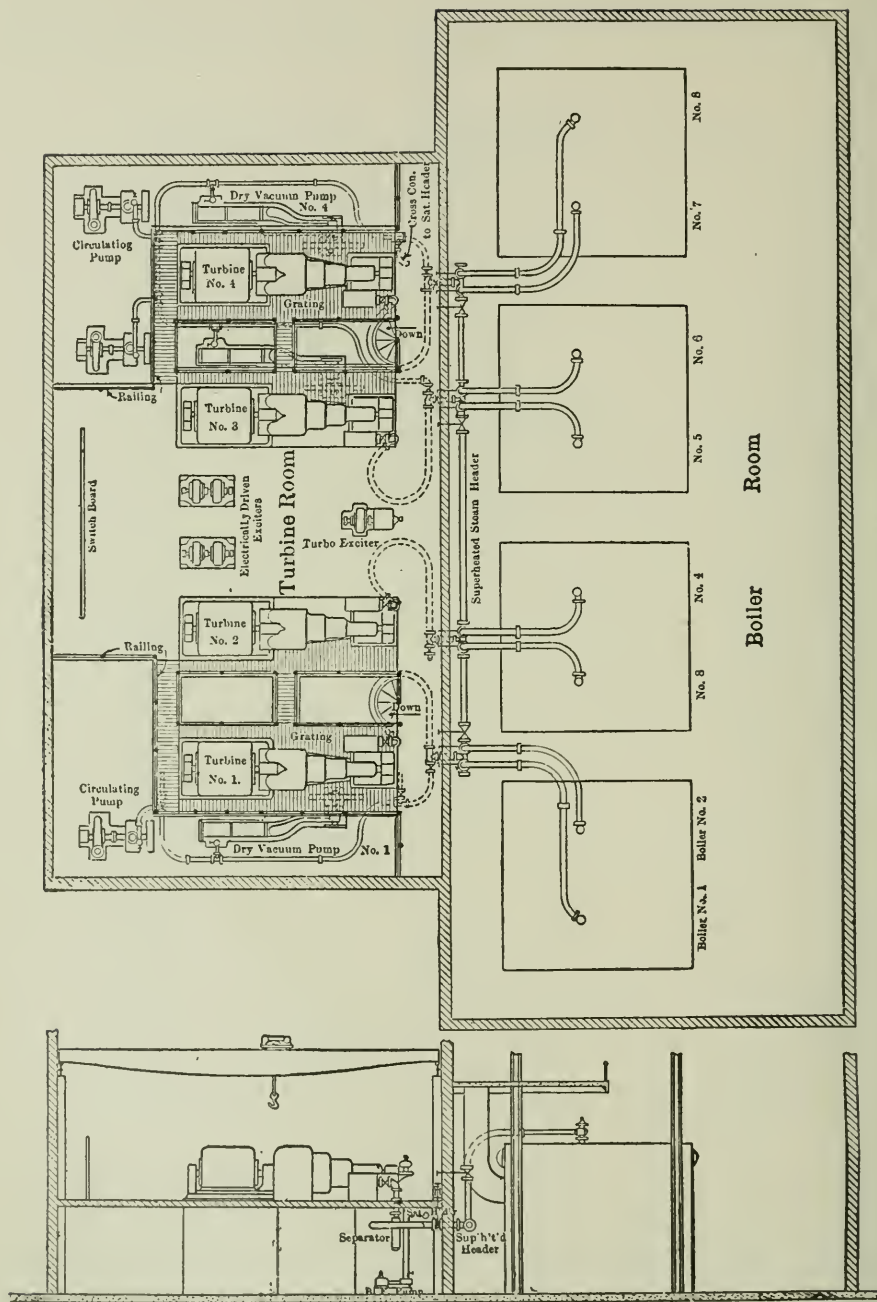 Circulating
Pump
Dry Vacuum Pump
No. 4
Cross Con.
to Sat. Header
Turbine
No. 4
Grating
Down
Railing
Turbine
No. 3
Switch Board
Electrically Driven
Exciters
Turbine Room
Turbo Exciter
Railing
Turbine
No. 2
Down
Grating
Turbine
No. 1.
Circulating
Pump
Dry Vacuum Pump
No. 1
Superheated Steam Header
No. 8
No. 7
No. 6
No. 5
No. 4
No. 8
Boiler No. 2
Boiler No. 1
Boiler Room
Separator
Sup'h't'd
Header
Pump